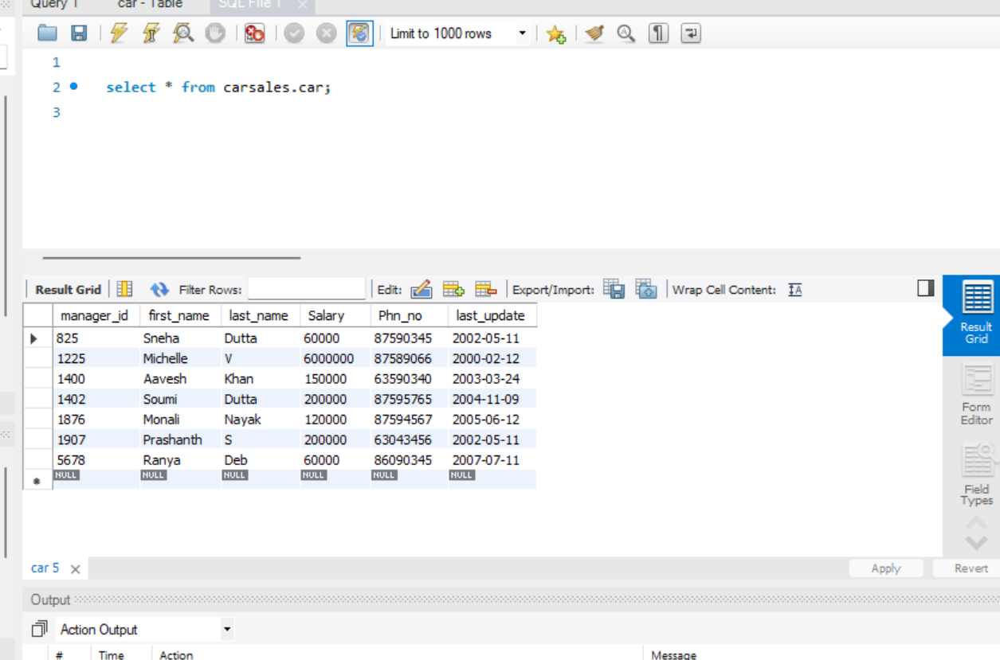 Query 1 car - Table SQL File 1
Limit to 1000 rows
1
2 select * from carsales.car;
3
Result Grid Filter Rows: Edit: Export/Import: Wrap Cell Content:
manager_id first_name last_name Salary Phn_no last_update
825 Sneha Dutta 60000 87590345 2002-05-11
1225 Michelle V 6000000 87589066 2000-02-12
1400 Aavesh Khan 150000 63590340 2003-03-24
1402 Soumi Dutta 200000 87595765 2004-11-09
1876 Monali Nayak 120000 87594567 2005-06-12
1907 Prashanth S 200000 63043456 2002-05-11
5678 Ranya Deb 60000 86090345 2007-07-11
NULL NULL NULL NULL NULL NULL
Result
Grid
Form
Editor
Field
Types
car 5
Apply Revert
Output
Action Output
# Time Action Message